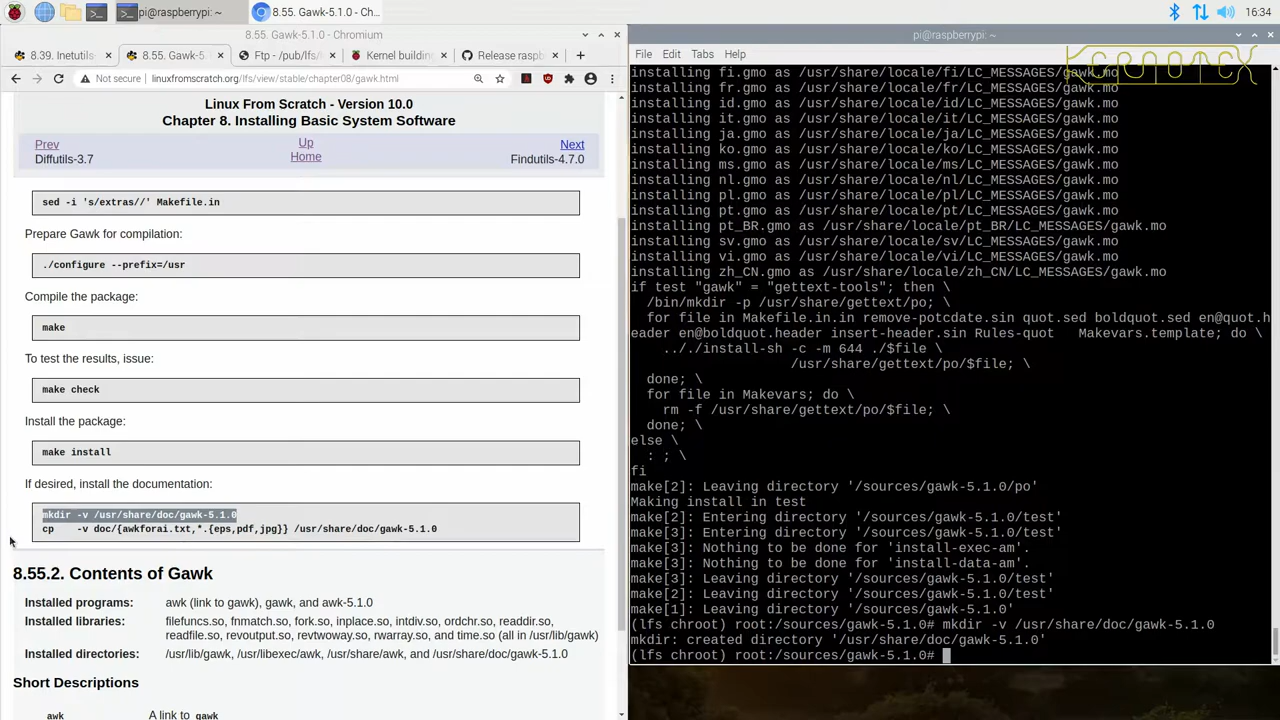 pi@raspberrypi: ~
8.55. Gawk-5.1.0 - Ch...
16:34
8.55. Gawk-5.1.0 - Chromium
8.39. Inetutils-
8.55. Gawk-5.1.0
Ftp - /pub/lfs/
Kernel building
Release raspb
Not secure | linuxfromscratch.org/lfs/view/stable/chapter08/gawk.html
Linux From Scratch - Version 10.0
Chapter 8. Installing Basic System Software
Prev
Up
Next
Diffutils-3.7
Home
Findutils-4.7.0
sed -i 's/extras//' Makefile.in
Prepare Gawk for compilation:
./configure --prefix=/usr
Compile the package:
make
To test the results, issue:
make check
Install the package:
make install
If desired, install the documentation:
mkdir -v /usr/share/doc/gawk-5.1.0
cp    -v doc/{awkforai.txt,*.{eps,pdf,jpg}} /usr/share/doc/gawk-5.1.0
8.55.2. Contents of Gawk
Installed programs: awk (link to gawk), gawk, and awk-5.1.0
Installed libraries: filefuncs.so, fnmatch.so, fork.so, inplace.so, intdiv.so, ordchr.so, readdir.so,
readfile.so, revoutput.so, revtwoway.so, rwarray.so, and time.so (all in /usr/lib/gawk)
Installed directories: /usr/lib/gawk, /usr/libexec/awk, /usr/share/awk, and /usr/share/doc/gawk-5.1.0
Short Descriptions
awk A link to gawk
pi@raspberrypi: ~
File Edit Tabs Help
installing fi.gmo as /usr/share/locale/fi/LC_MESSAGES/gawk.mo
installing fr.gmo as /usr/share/locale/fr/LC_MESSAGES/gawk.mo
installing id.gmo as /usr/share/locale/id/LC_MESSAGES/gawk.mo
installing it.gmo as /usr/share/locale/it/LC_MESSAGES/gawk.mo
installing ja.gmo as /usr/share/locale/ja/LC_MESSAGES/gawk.mo
installing ko.gmo as /usr/share/locale/ko/LC_MESSAGES/gawk.mo
installing ms.gmo as /usr/share/locale/ms/LC_MESSAGES/gawk.mo
installing nl.gmo as /usr/share/locale/nl/LC_MESSAGES/gawk.mo
installing pl.gmo as /usr/share/locale/pl/LC_MESSAGES/gawk.mo
installing pt.gmo as /usr/share/locale/pt/LC_MESSAGES/gawk.mo
installing pt_BR.gmo as /usr/share/locale/pt_BR/LC_MESSAGES/gawk.mo
installing sv.gmo as /usr/share/locale/sv/LC_MESSAGES/gawk.mo
installing vi.gmo as /usr/share/locale/vi/LC_MESSAGES/gawk.mo
installing zh_CN.gmo as /usr/share/locale/zh_CN/LC_MESSAGES/gawk.mo
if test "gawk" = "gettext-tools"; then \
  /bin/mkdir -p /usr/share/gettext/po; \
  for file in Makefile.in.in remove-potcdate.sin quot.sed boldquot.sed en@quot.h
eader en@boldquot.header insert-header.sin Rules-quot   Makevars.template; do \
    .././install-sh -c -m 644 ./$file \
                    /usr/share/gettext/po/$file; \
  done; \
  for file in Makevars; do \
    rm -f /usr/share/gettext/po/$file; \
  done; \
else \
  : ; \
fi
make[2]: Leaving directory '/sources/gawk-5.1.0/po'
Making install in test
make[2]: Entering directory '/sources/gawk-5.1.0/test'
make[3]: Entering directory '/sources/gawk-5.1.0/test'
make[3]: Nothing to be done for 'install-exec-am'.
make[3]: Nothing to be done for 'install-data-am'.
make[3]: Leaving directory '/sources/gawk-5.1.0/test'
make[2]: Leaving directory '/sources/gawk-5.1.0/test'
make[1]: Leaving directory '/sources/gawk-5.1.0'
(lfs chroot) root:/sources/gawk-5.1.0# mkdir -v /usr/share/doc/gawk-5.1.0
mkdir: created directory '/usr/share/doc/gawk-5.1.0'
(lfs chroot) root:/sources/gawk-5.1.0#